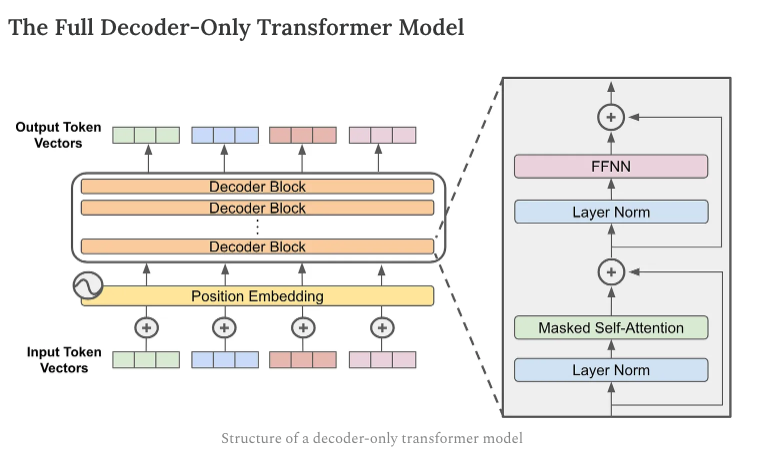 The Full Decoder-Only Transformer Model
Output Token
Vectors
Decoder Block
Decoder Block
Decoder Block
Position Embedding
Input Token
Vectors
FFNN
Layer Norm
Masked Self-Attention
Layer Norm
Structure of a decoder-only transformer model